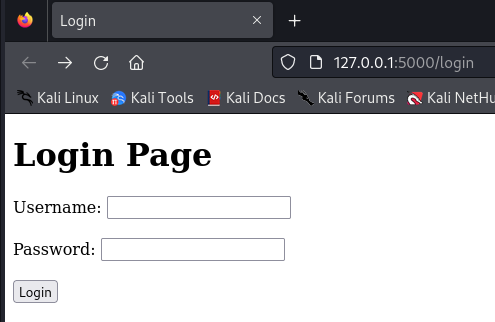 Login
127.0.0.1:5000/login
Kali Linux Kali Tools Kali Docs Kali Forums Kali NetHu
Login Page
Username:
Password:
Login